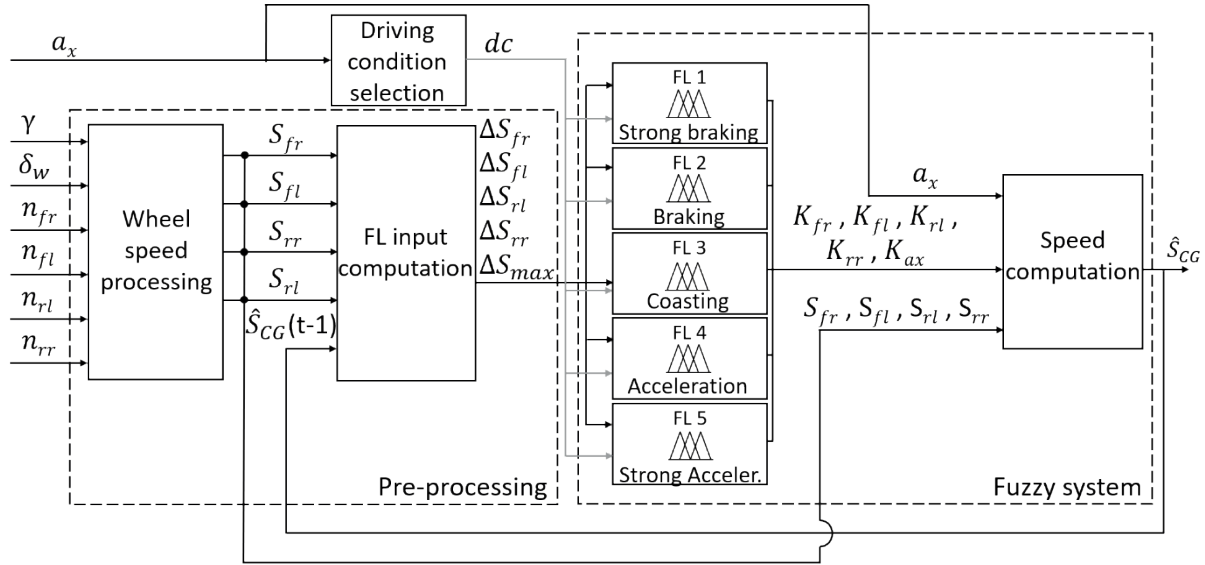 a_x
Driving
condition
selection
dc
γ
δ_w
n_fr
n_fl
n_rl
n_rr
Wheel
speed
processing
S_fr
S_fl
S_rr
S_rl
Ŝ_CG(t-1)
FL input
computation
ΔS_fr
ΔS_fl
ΔS_rl
ΔS_rr
ΔS_max
Pre-processing
FL 1
Strong braking
FL 2
Braking
FL 3
Coasting
FL 4
Acceleration
FL 5
Strong Acceler.
a_x
K_fr , K_fl , K_rl ,
K_rr , K_ax
S_fr , S_fl , S_rl , S_rr
Speed
computation
Ŝ_CG
Fuzzy system